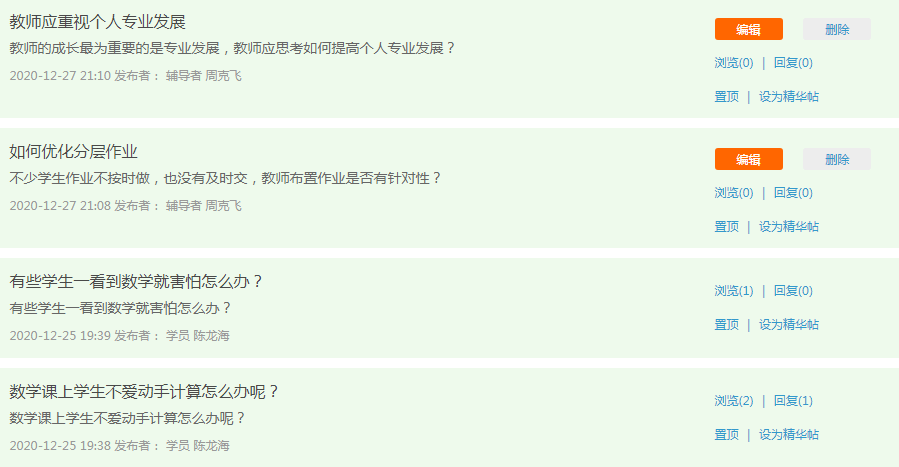 教师应重视个人专业发展
编辑 删除
教师的成长最为重要的是专业发展，教师应思考如何提高个人专业发展？
浏览(0) | 回复(0)
2020-12-27 21:10 发布者： 辅导者 周克飞
置顶 | 设为精华帖
如何优化分层作业
编辑 删除
不少学生作业不按时做，也没有及时交，教师布置作业是否有针对性？
浏览(0) | 回复(0)
2020-12-27 21:08 发布者： 辅导者 周克飞
置顶 | 设为精华帖
有些学生一看到数学就害怕怎么办？
浏览(1) | 回复(0)
有些学生一看到数学就害怕怎么办？
2020-12-25 19:39 发布者： 学员 陈龙海
置顶 | 设为精华帖
数学课上学生不爱动手计算怎么办呢？
浏览(2) | 回复(1)
数学课上学生不爱动手计算怎么办呢？
2020-12-25 19:38 发布者： 学员 陈龙海
置顶 | 设为精华帖